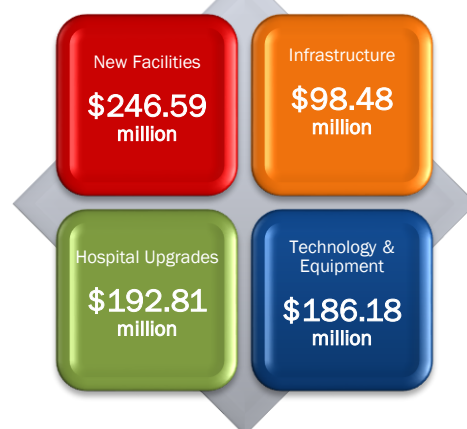 New Facilities
$246.59
million
Infrastructure
$98.48
million
Hospital Upgrades
$192.81
million
Technology &
Equipment
$186.18
million